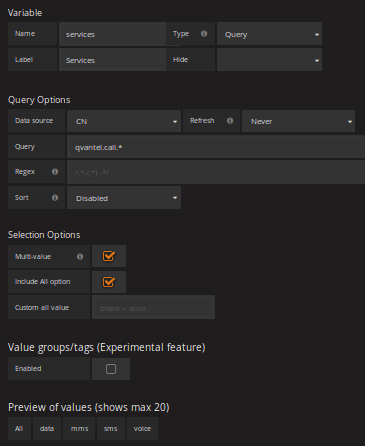 Variable
Name services Type Query
Label Services Hide
Query Options
Data source CN Refresh Never
Query qvantel.call.*
Regex /.*-(.*)-.*/
Sort Disabled
Selection Options
Multi-value
Include All option
Custom all value blank = auto
Value groups/tags (Experimental feature)
Enabled
Preview of values (shows max 20)
All data mms sms voice